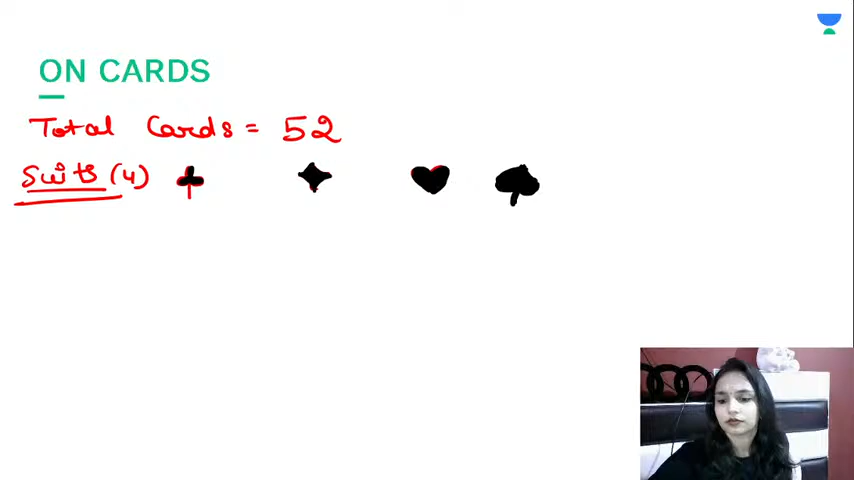 ON CARDS
Total Cards = 52
Suits (4)